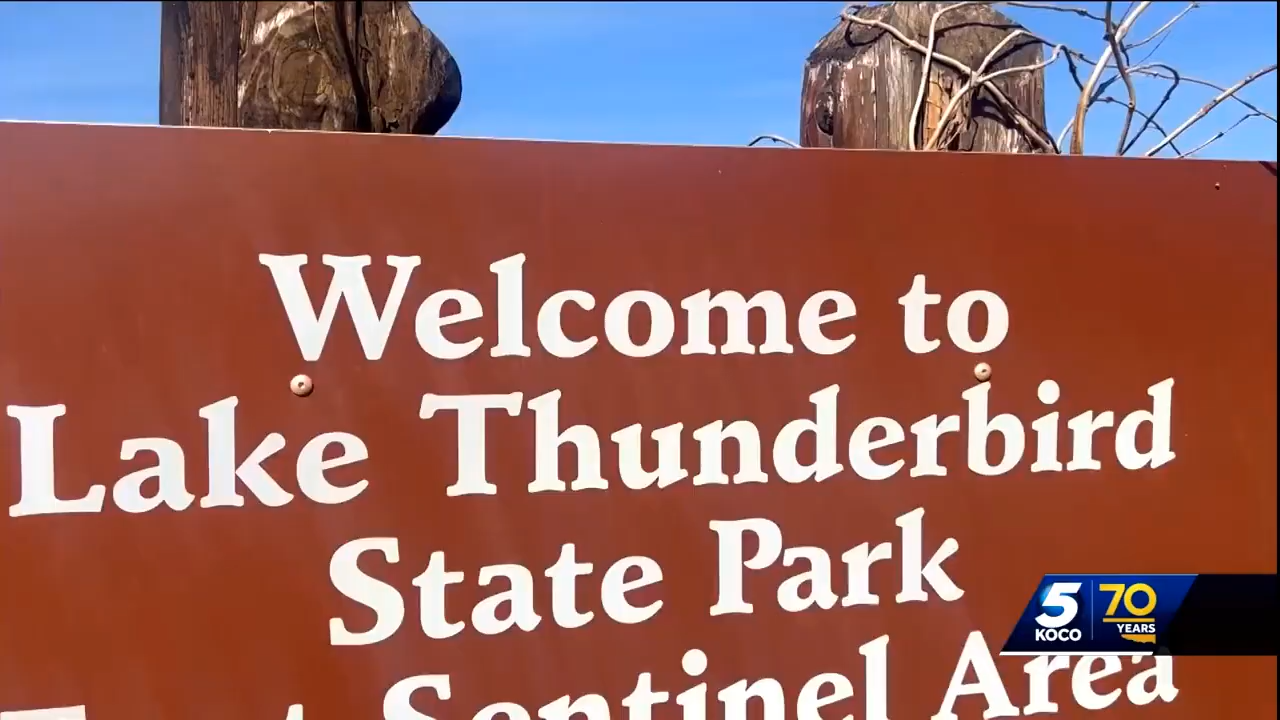 Welcome to
Lake Thunderbird
State Park
Sentinel Area
5
KOCO
70
YEARS